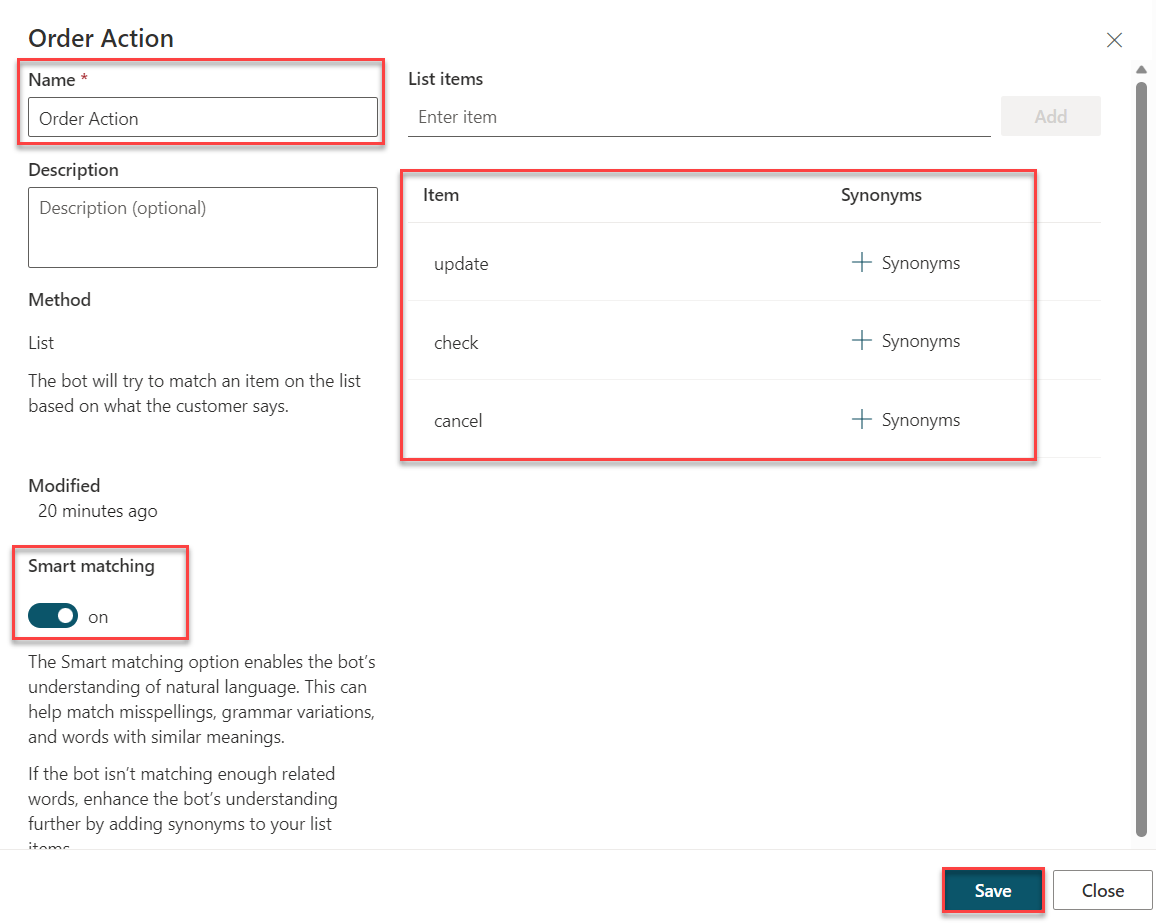 Order Action
Name *
Order Action
Description
Description (optional)
Method
List
The bot will try to match an item on the list
based on what the customer says.
Modified
20 minutes ago
Smart matching
on
The Smart matching option enables the bot’s
understanding of natural language. This can
help match misspellings, grammar variations,
and words with similar meanings.
If the bot isn’t matching enough related
words, enhance the bot’s understanding
further by adding synonyms to your list
items.
List items
Enter item
Add
Item Synonyms
update Synonyms
check Synonyms
cancel Synonyms
Save Close